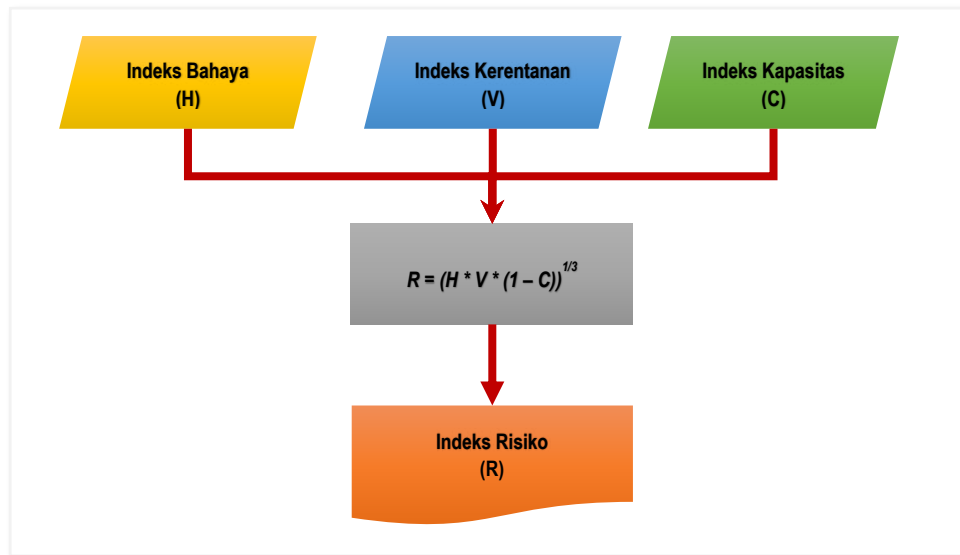 Indeks Bahaya
(H)
Indeks Kerentanan
(V)
Indeks Kapasitas
(C)
R = (H * V * (1 – C))^1/3
Indeks Risiko
(R)